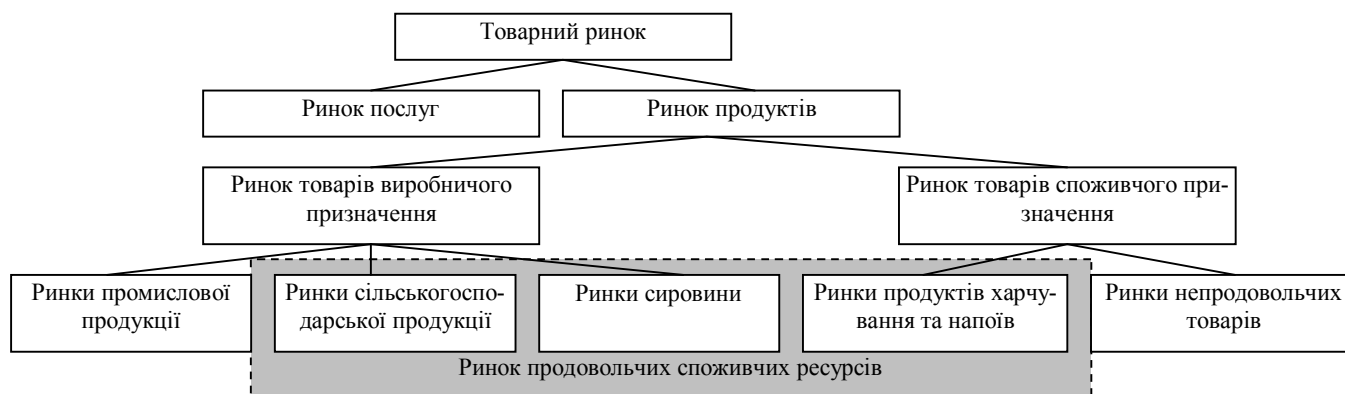 Товарний ринок
Ринок послуг
Ринок продуктів
Ринок товарів виробничого
призначення
Ринок товарів споживчого при-
значення
Ринки промислової
продукції
Ринки сільськогоспо-
дарської продукції
Ринки сировини
Ринки продуктів харчу-
вання та напоїв
Ринки непродовольчих
товарів
Ринок продовольчих споживчих ресурсів